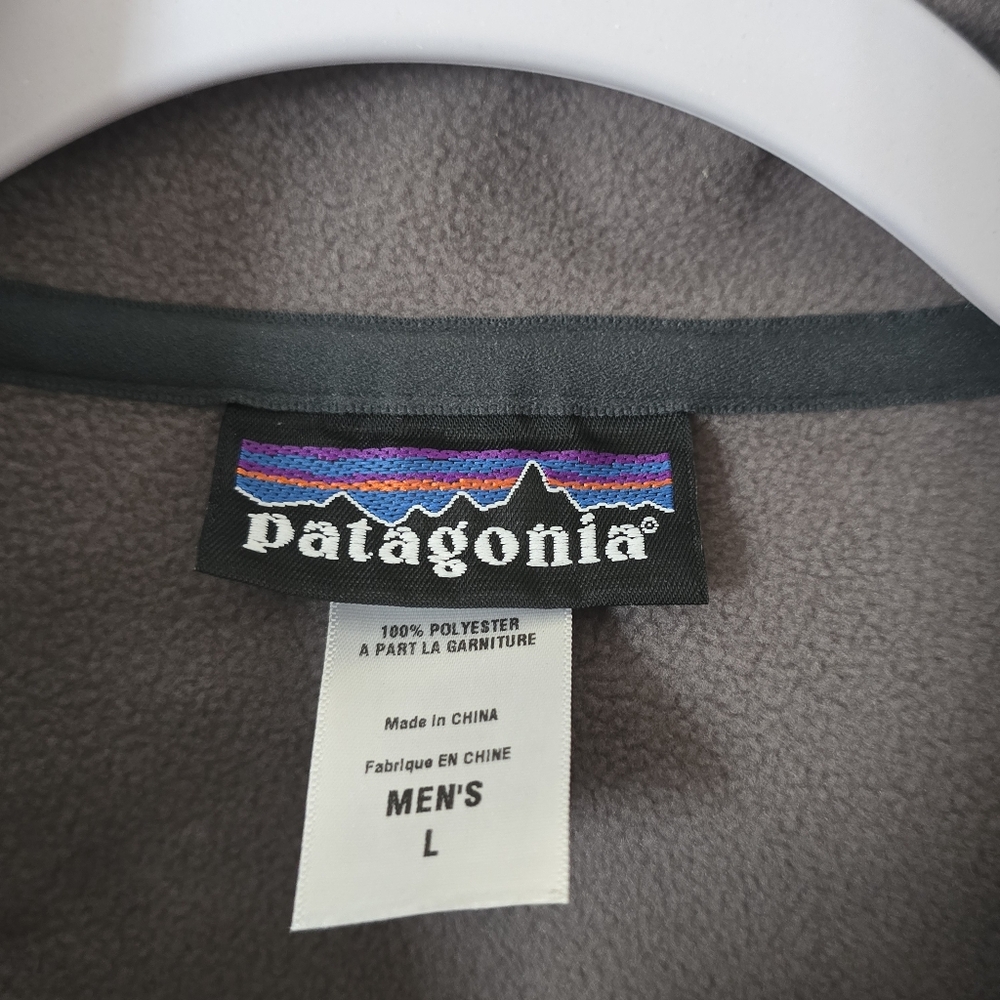 patagonia®
100% POLYESTER
A PART LA GARNITURE
Made in CHINA
Fabrique EN CHINE
MEN'S
L